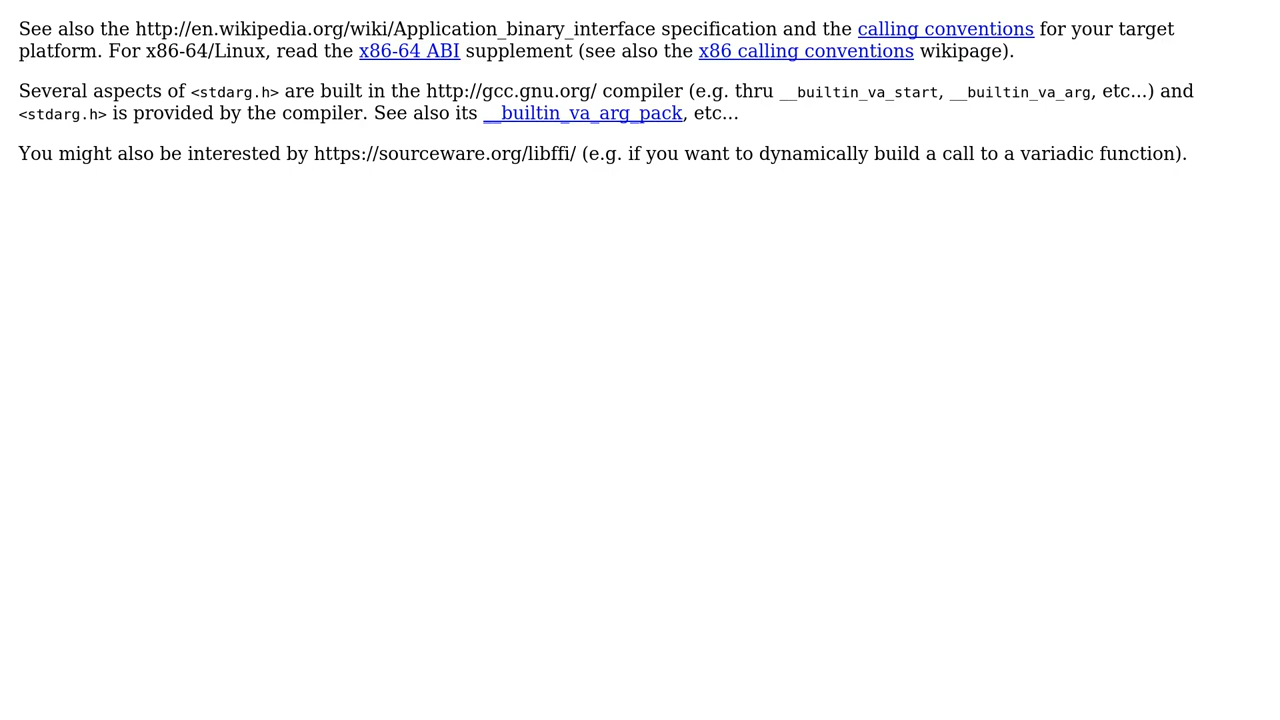 See also the http://en.wikipedia.org/wiki/Application_binary_interface specification and the calling conventions for your target
platform. For x86-64/Linux, read the x86-64 ABI supplement (see also the x86 calling conventions wikipage).
Several aspects of <stdarg.h> are built in the http://gcc.gnu.org/ compiler (e.g. thru __builtin_va_start, __builtin_va_arg, etc...) and
<stdarg.h> is provided by the compiler. See also its __builtin_va_arg_pack, etc...
You might also be interested by https://sourceware.org/libffi/ (e.g. if you want to dynamically build a call to a variadic function).